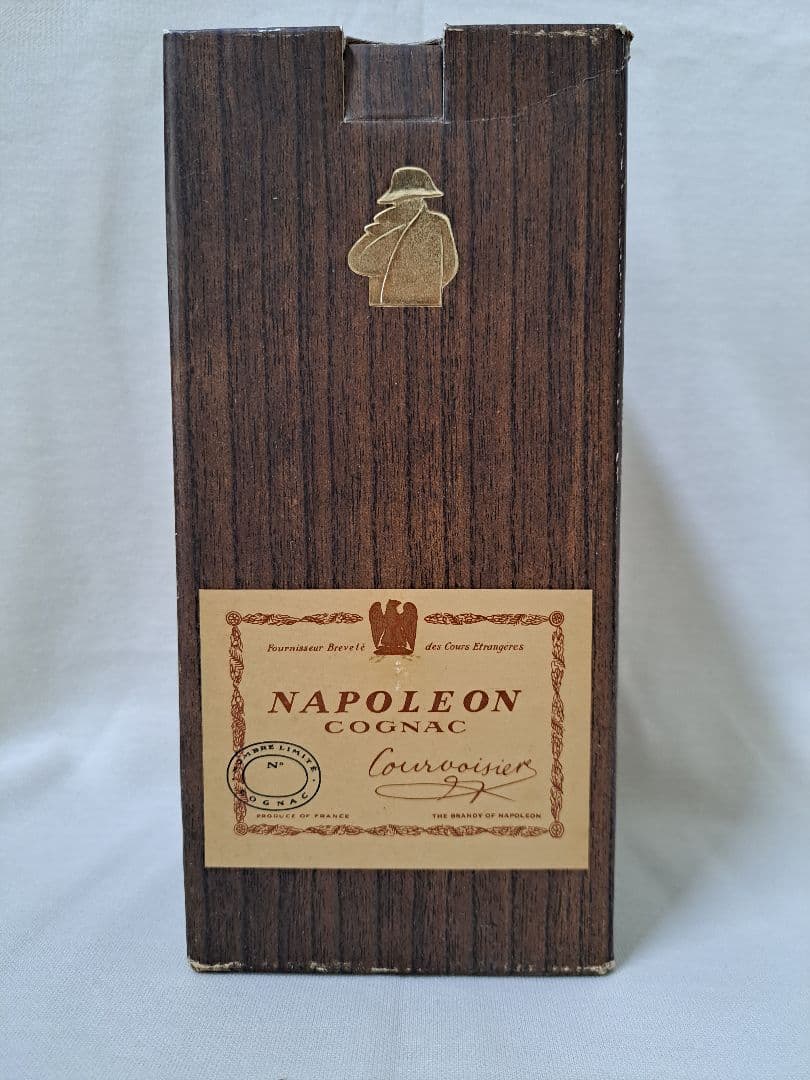 Fournisseur Breveté des Cours Etrangeres
NAPOLEON
COGNAC
NOMBRE LIMITÉ
N°
COGNAC
Courvoisier
PRODUCE OF FRANCE
THE BRANDY OF NAPOLEON